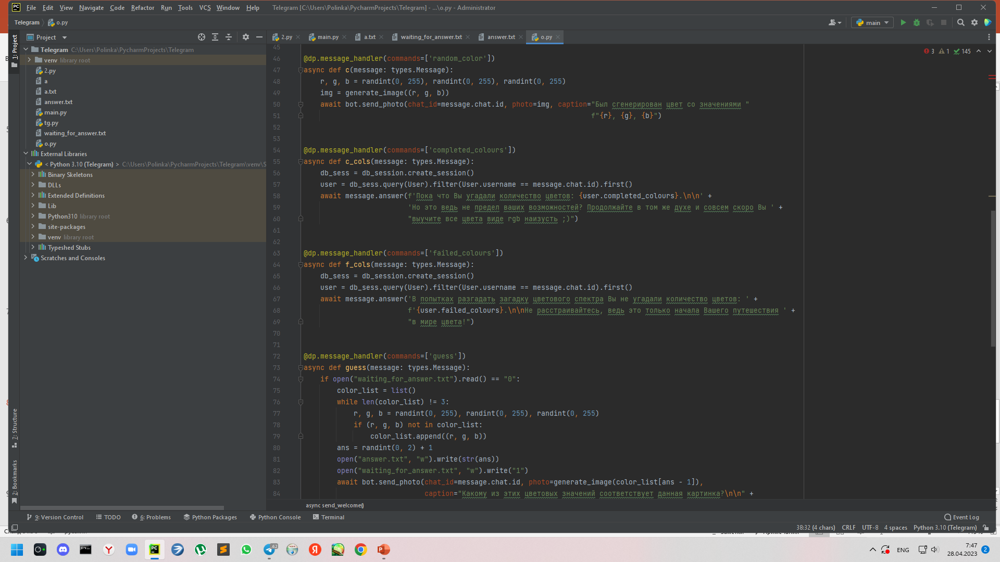 File Edit View Navigate Code Refactor Run Tools VCS Window Help Telegram [C:\Users\Polinka\PycharmProjects\Telegram] - ...\o.py - Administrator
Telegram o.py main
Project
2.py main.py a.txt waiting_for_answer.txt answer.txt o.py
1: Project
Telegram C:\Users\Polinka\PycharmProjects\Telegram
venv library root
2.py
a
a.txt
answer.txt
main.py
tg.py
waiting_for_answer.txt
o.py
External Libraries
< Python 3.10 (Telegram) > C:\Users\Polinka\PycharmProjects\Telegram\venv\S
Binary Skeletons
DLLs
Extended Definitions
Lib
Python310 library root
site-packages
venv library root
Typeshed Stubs
Scratches and Consoles
7: Structure
2: Bookmarks
3 1 145
45
46 @dp.message_handler(commands=['random_color'])
47 async def c(message: types.Message):
48 r, g, b = randint(0, 255), randint(0, 255), randint(0, 255)
49 img = generate_image((r, g, b))
50 await bot.send_photo(chat_id=message.chat.id, photo=img, caption="Был сгенерирован цвет со значениями "
51 f"{r}, {g}, {b}")
52
53
54 @dp.message_handler(commands=['completed_colours'])
55 async def c_cols(message: types.Message):
56 db_sess = db_session.create_session()
57 user = db_sess.query(User).filter(User.username == message.chat.id).first()
58 await message.answer(f'Пока что Вы угадали количество цветов: {user.completed_colours}.\n\n' +
59 'Но это ведь не предел ваших возможностей? Продолжайте в том же духе и совсем скоро Вы ' +
60 "выучите все цвета виде rgb наизусть ;)")
61
62
63 @dp.message_handler(commands=['failed_colours'])
64 async def f_cols(message: types.Message):
65 db_sess = db_session.create_session()
66 user = db_sess.query(User).filter(User.username == message.chat.id).first()
67 await message.answer('В попытках разгадать загадку цветового спектра Вы не угадали количество цветов: ' +
68 f'{user.failed_colours}.\n\nНе расстраивайтесь, ведь это только начала Вашего путешествия ' +
69 "в мире цвета!")
70
71
72 @dp.message_handler(commands=['guess'])
73 async def guess(message: types.Message):
74 if open("waiting_for_answer.txt").read() == "0":
75 color_list = list()
76 while len(color_list) != 3:
77 r, g, b = randint(0, 255), randint(0, 255), randint(0, 255)
78 if (r, g, b) not in color_list:
79 color_list.append((r, g, b))
80 ans = randint(0, 2) + 1
81 open("answer.txt", "w").write(str(ans))
82 open("waiting_for_answer.txt", "w").write("1")
83 await bot.send_photo(chat_id=message.chat.id, photo=generate_image(color_list[ans - 1]),
84 caption="Какому из этих цветовых значений соответствует данная картинка?\n\n" +
async send_welcome()
9: Version Control TODO 6: Problems Python Packages Python Console Terminal Event Log
38:32 (4 chars) CRLF UTF-8 4 spaces Python 3.10 (Telegram)
62
ENG 7:47
28.04.2023 2